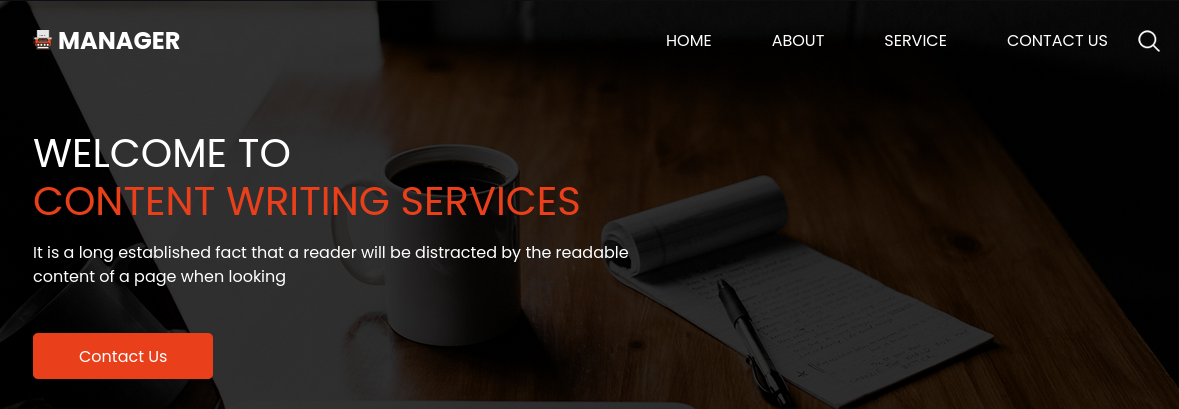 MANAGER
HOME ABOUT SERVICE CONTACT US
WELCOME TO
CONTENT WRITING SERVICES
It is a long established fact that a reader will be distracted by the readable
content of a page when looking
Contact Us